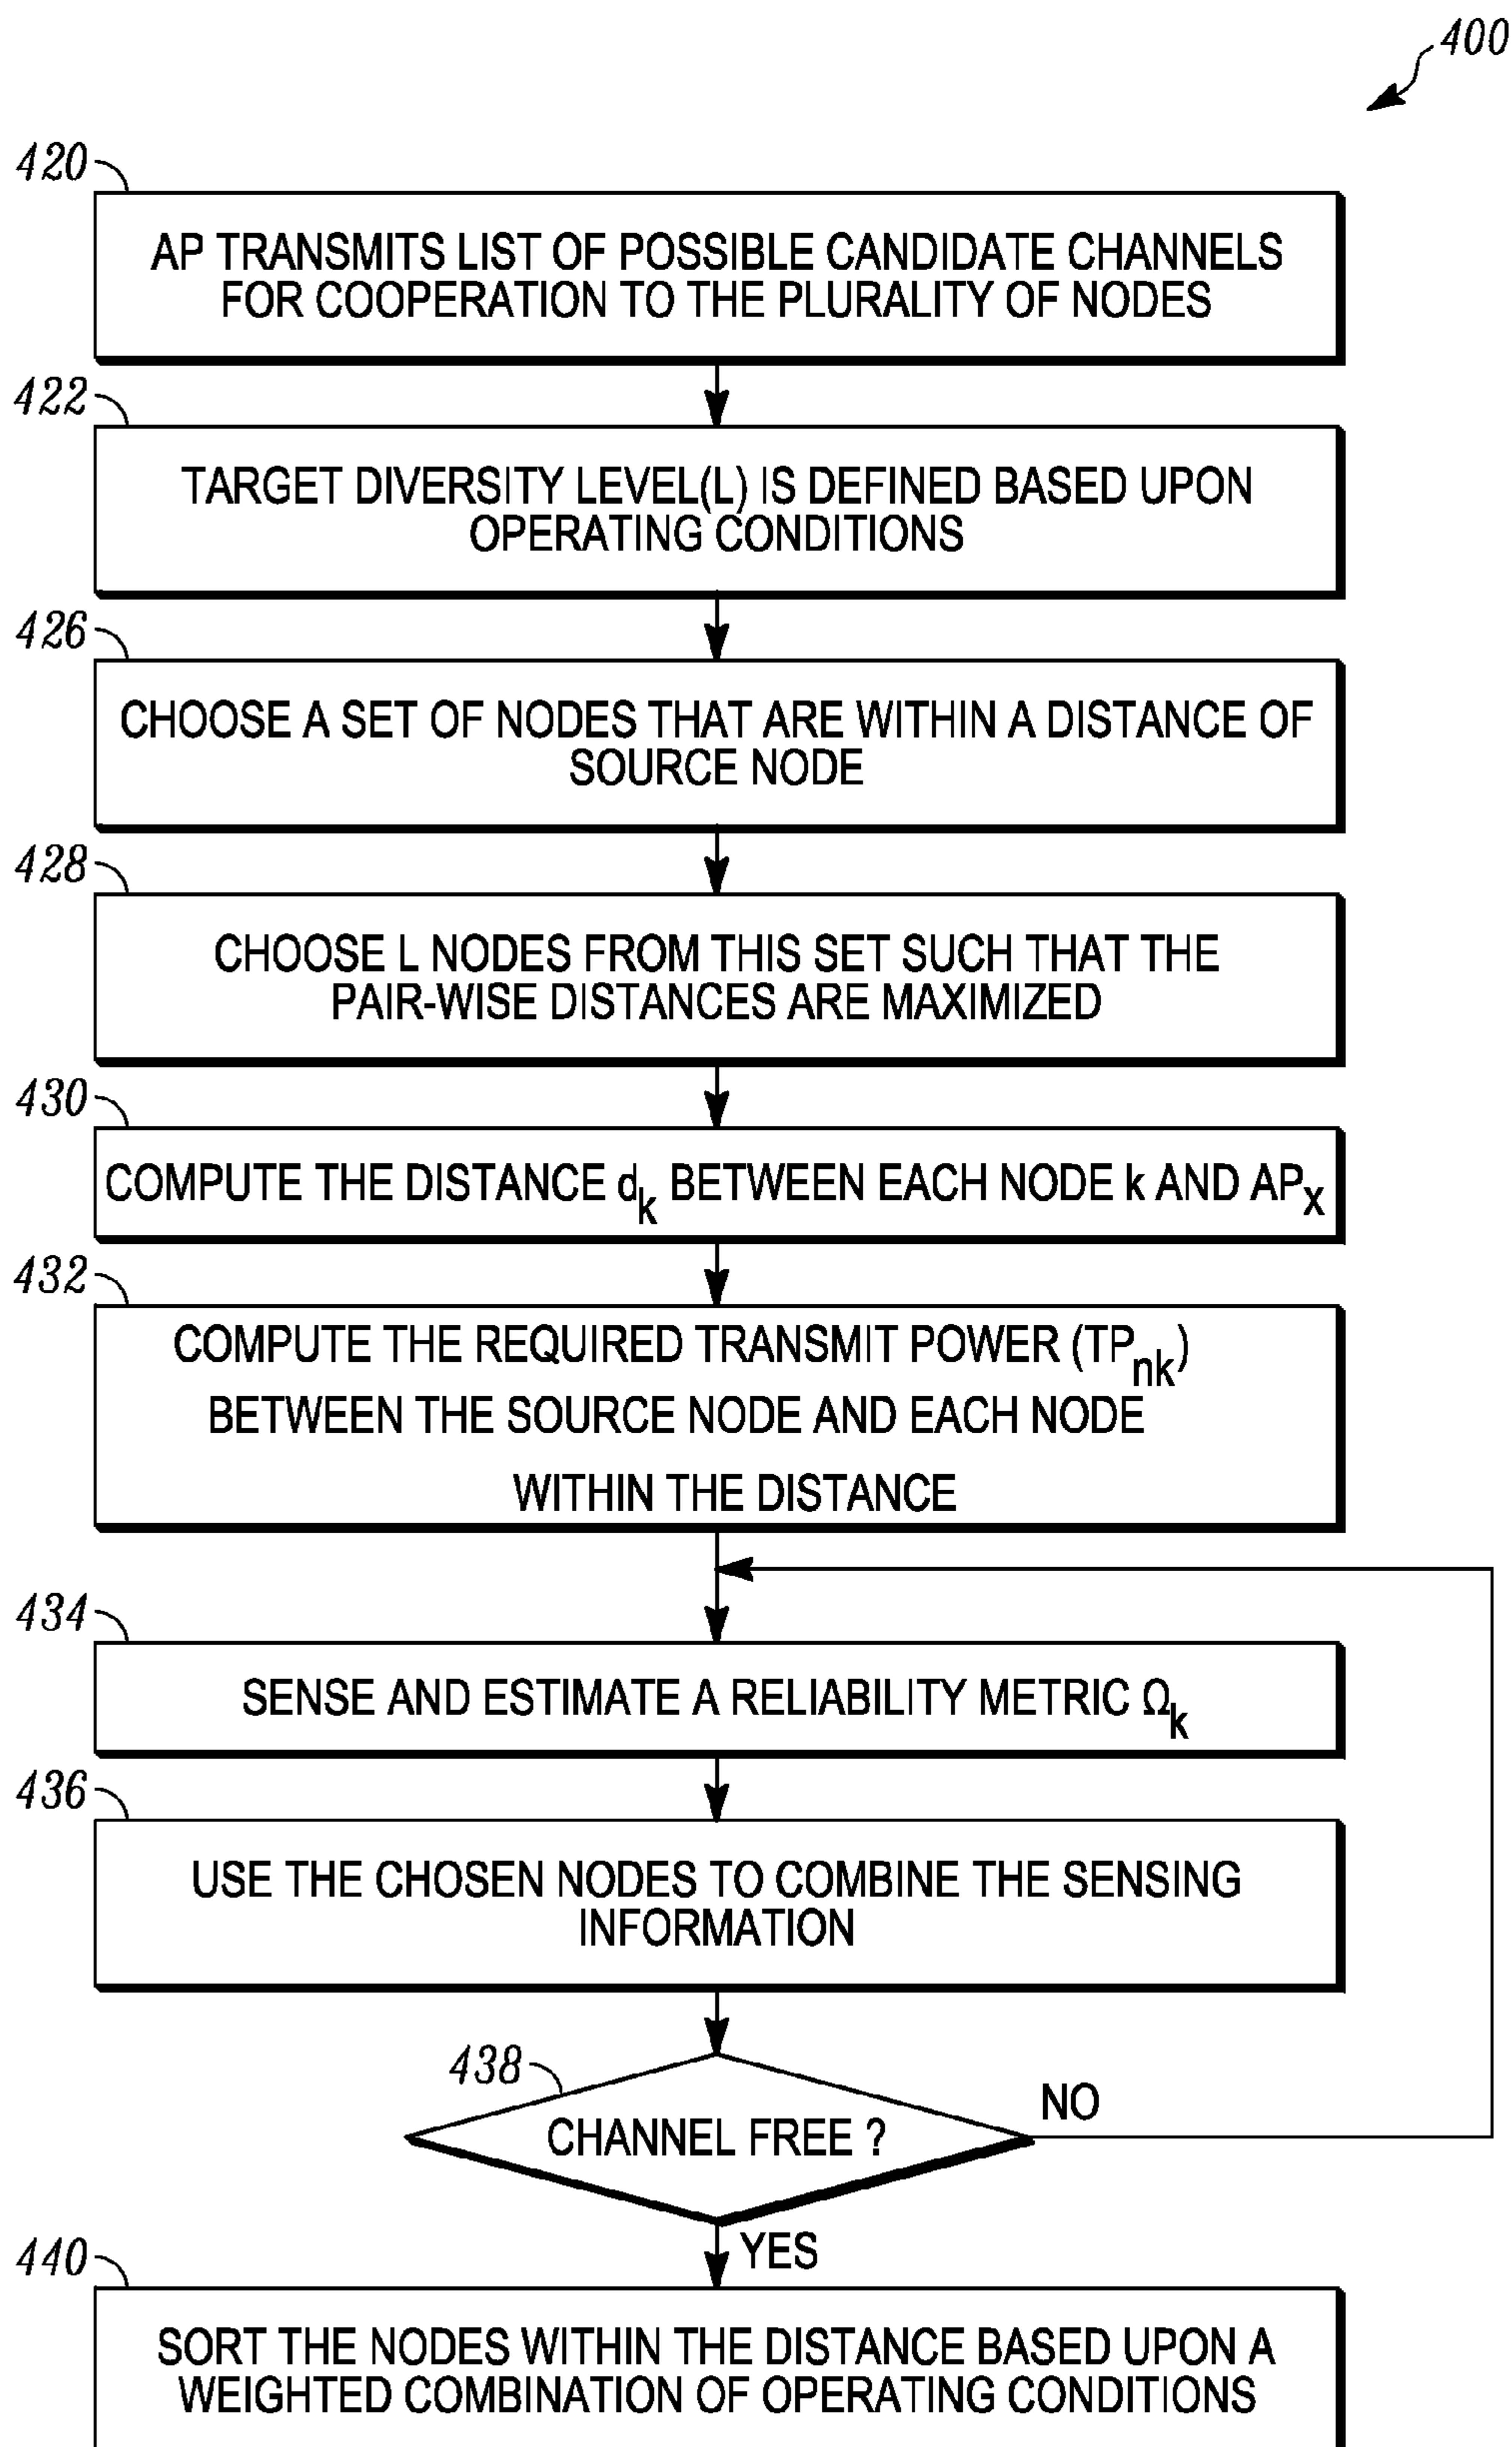 400
420
AP TRANSMITS LIST OF POSSIBLE CANDIDATE CHANNELS
FOR COOPERATION TO THE PLURALITY OF NODES
422
TARGET DIVERSITY LEVEL(L) IS DEFINED BASED UPON
OPERATING CONDITIONS
426
CHOOSE A SET OF NODES THAT ARE WITHIN A DISTANCE OF
SOURCE NODE
428
CHOOSE L NODES FROM THIS SET SUCH THAT THE
PAIR-WISE DISTANCES ARE MAXIMIZED
430
COMPUTE THE DISTANCE dk BETWEEN EACH NODE k AND APX
432
COMPUTE THE REQUIRED TRANSMIT POWER (TPnk)
BETWEEN THE SOURCE NODE AND EACH NODE
WITHIN THE DISTANCE
434
SENSE AND ESTIMATE A RELIABILITY METRIC Ωk
436
USE THE CHOSEN NODES TO COMBINE THE SENSING
INFORMATION
438
CHANNEL FREE ?
NO
YES
440
SORT THE NODES WITHIN THE DISTANCE BASED UPON A
WEIGHTED COMBINATION OF OPERATING CONDITIONS